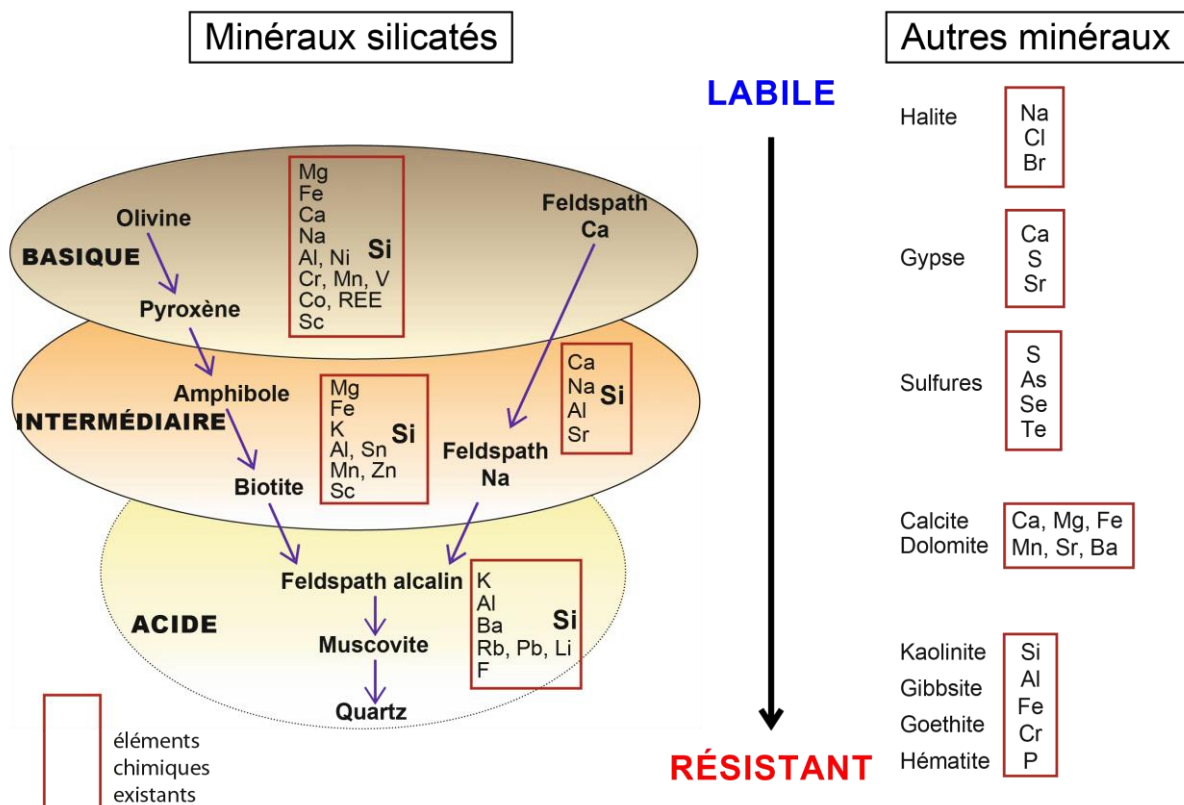 Minéraux silicatés
Autres minéraux
LABILE
RÉSISTANT
BASIQUE
Olivine
Pyroxène
Mg
Fe
Ca
Na
Al, Ni
Cr, Mn, V
Co, REE
Sc
Si
Feldspath
Ca
INTERMÉDIAIRE
Amphibole
Biotite
Mg
Fe
K
Al, Sn
Mn, Zn
Sc
Si
Feldspath
Na
Ca
Na
Al
Sr
Si
ACIDE
Feldspath alcalin
Muscovite
Quartz
K
Al
Ba
Rb, Pb, Li
F
Si
éléments
chimiques
existants
Halite
Na
Cl
Br
Gypse
Ca
S
Sr
Sulfures
S
As
Se
Te
Calcite
Dolomite
Ca, Mg, Fe
Mn, Sr, Ba
Kaolinite
Gibbsite
Goethite
Hématite
Si
Al
Fe
Cr
P